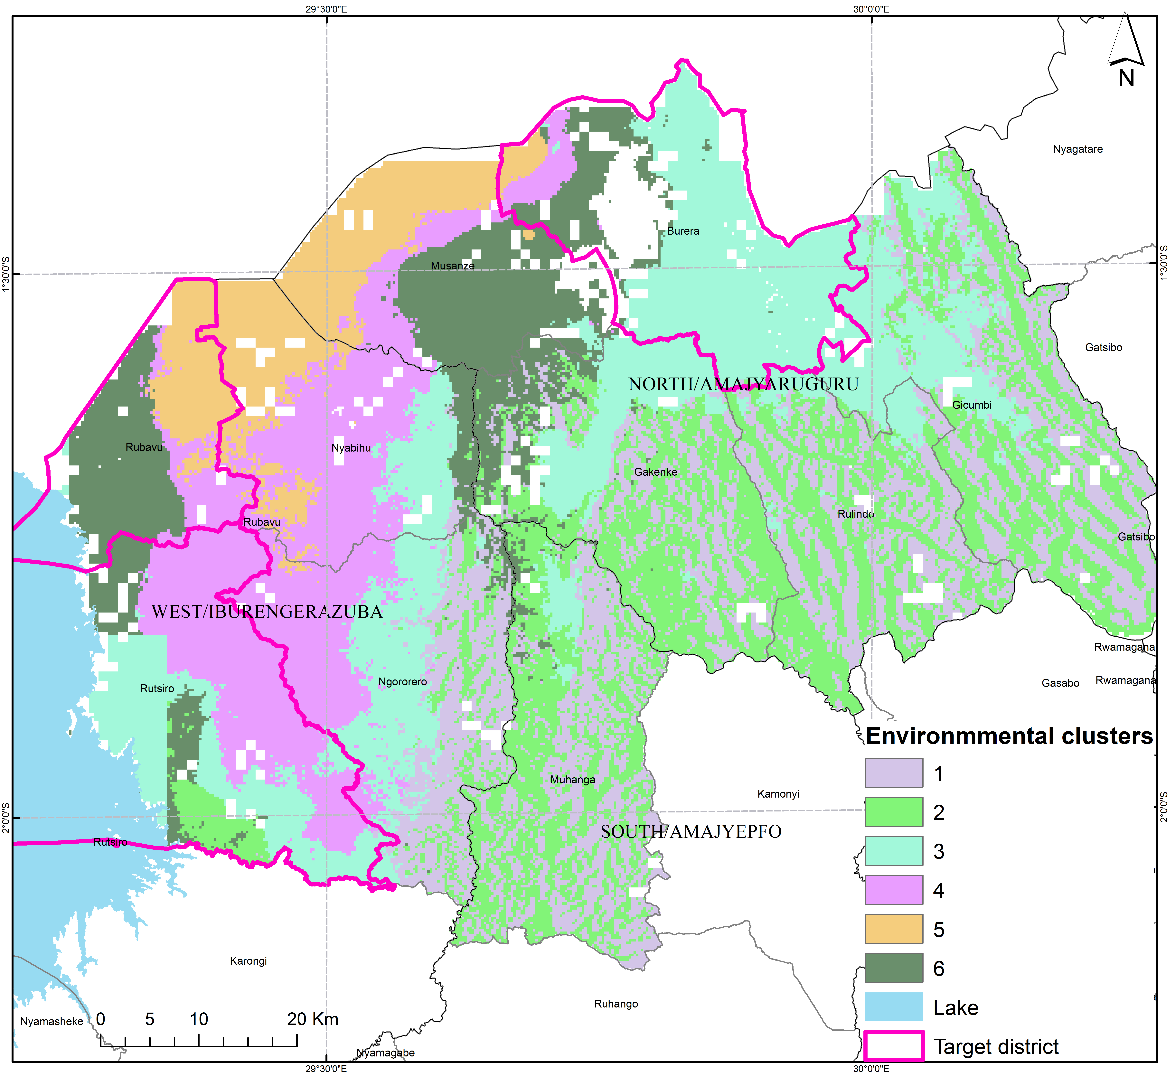 29°30'0"E
30°0'0"E
N
Nyagatare
Burera
1°30'0"S
1°30'0"S
Musanze
Gatsibo
NORTH/AMAJYARUGURU
Gicumbi
Rubavu
Nyabihu
Gakenke
Rulindo
Rubavu
Gatsibo
WEST/IBURENGERAZUBA
Rwamagana
Ngororero
Gasabo
Rwamagana
Rutsiro
Environmmental clusters
1
Muhanga
Kamonyi
2
2°0'0"S
2°0'0"S
SOUTH/AMAJYEPFO
Rutsiro
3
4
5
Karongi
6
Ruhango
Lake
Nyamasheke
0 5 10 20 Km
Target district
Nyamagabe
29°30'0"E
30°0'0"E